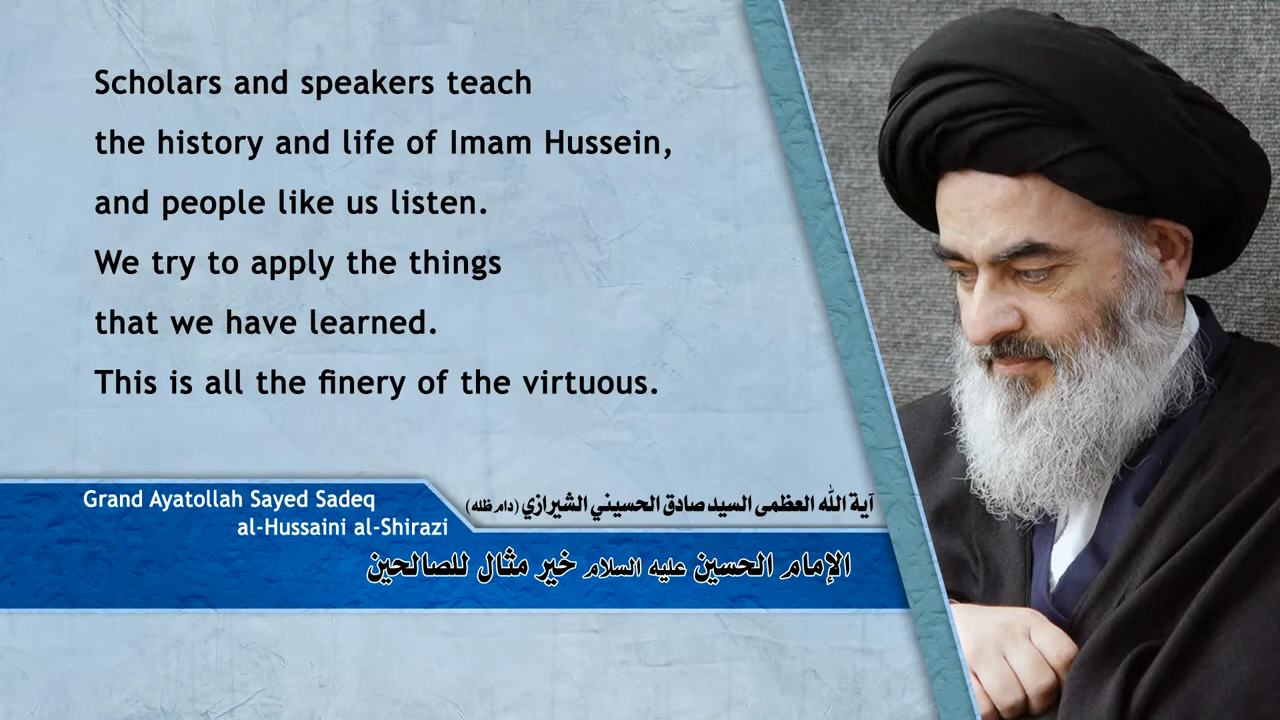 Scholars and speakers teach
the history and life of Imam Hussein,
and people like us listen.
We try to apply the things
that we have learned.
This is all the finery of the virtuous.
Grand Ayatollah Sayed Sadeq
al-Hussaini al-Shirazi
آية الله العظمى السيد صادق الحسيني الشيرازي (دام ظله)
الإمام الحسين عليه السلام خير مثال للصالحين